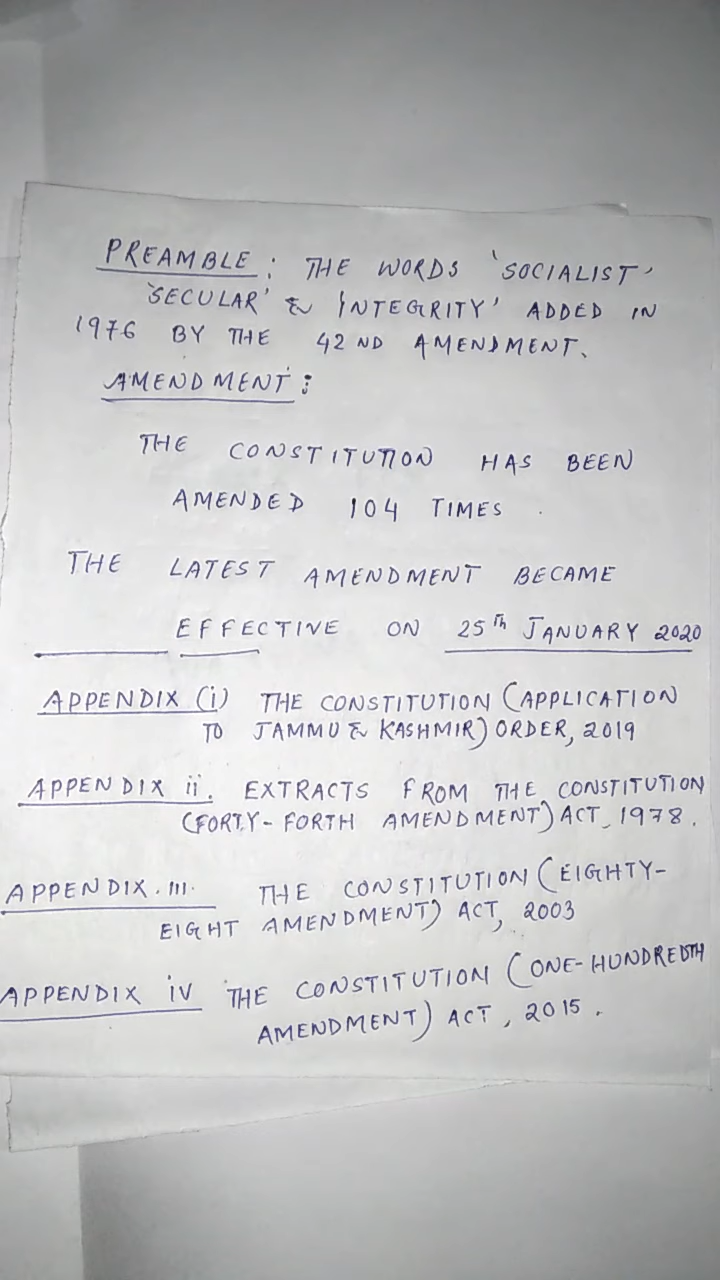 PREAMBLE : THE WORDS 'SOCIALIST'
'SECULAR' & 'INTEGRITY' ADDED IN
1976 BY THE 42 ND AMENDMENT.
AMENDMENT :
THE CONSTITUTION HAS BEEN
AMENDED 104 TIMES .
THE LATEST AMENDMENT BECAME
EFFECTIVE ON 25th JANUARY 2020
APPENDIX (i) THE CONSTITUTION (APPLICATION
TO JAMMU & KASHMIR) ORDER, 2019
APPENDIX ii. EXTRACTS FROM THE CONSTITUTION
(FORTY-FORTH AMENDMENT) ACT, 1978.
APPENDIX.III. THE CONSTITUTION (EIGHTY-
EIGHT AMENDMENT) ACT, 2003
APPENDIX iv THE CONSTITUTION (ONE-HUNDREDTH
AMENDMENT) ACT, 2015.